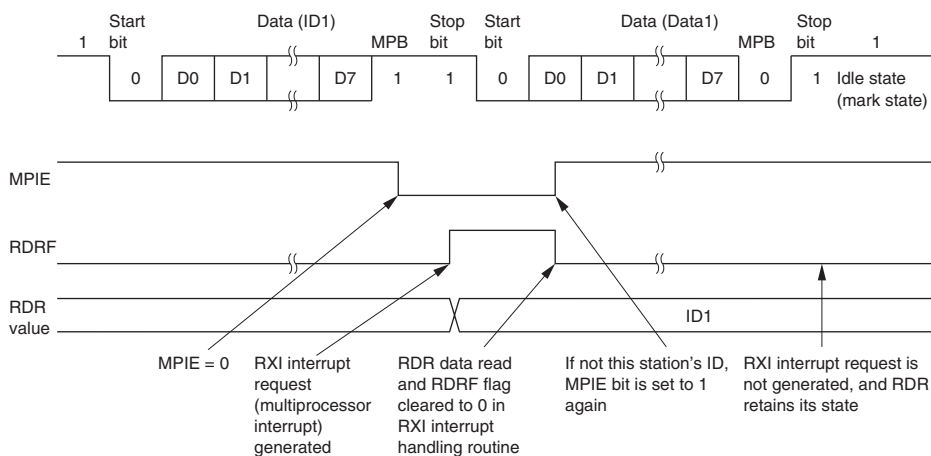 Start bit Data (ID1) Stop bit Start bit Data (Data1) Stop bit
1 MPB MPB 1
0 D0 D1 D7 1 1 0 D0 D1 D7 0 1 Idle state (mark state)
MPIE
RDRF
RDR value ID1
MPIE = 0
RXI interrupt
request
(multiprocessor
interrupt)
generated
RDR data read
and RDRF flag
cleared to 0 in
RXI interrupt
handling routine
If not this station's ID,
MPIE bit is set to 1
again
RXI interrupt request is
not generated, and RDR
retains its state